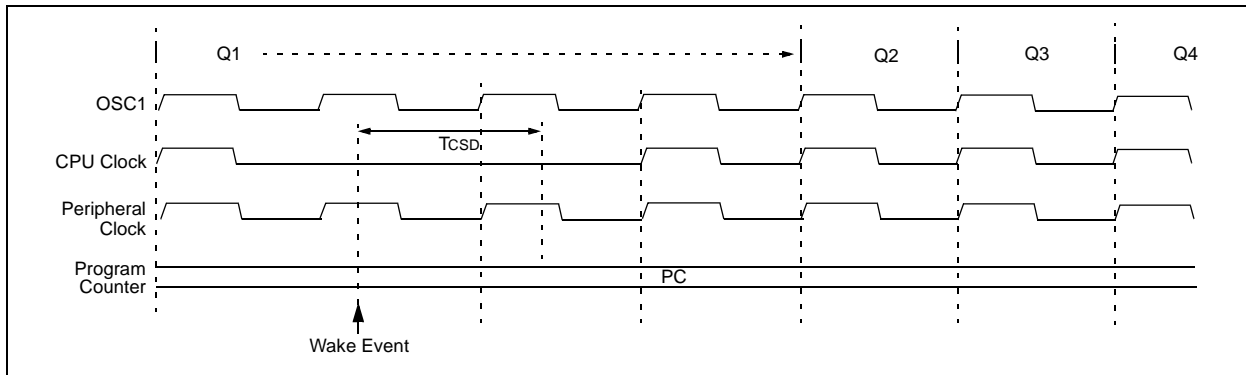 Q1
Q2
Q3
Q4
OSC1
TCSD
CPU Clock
Peripheral
Clock
Program
Counter
PC
Wake Event